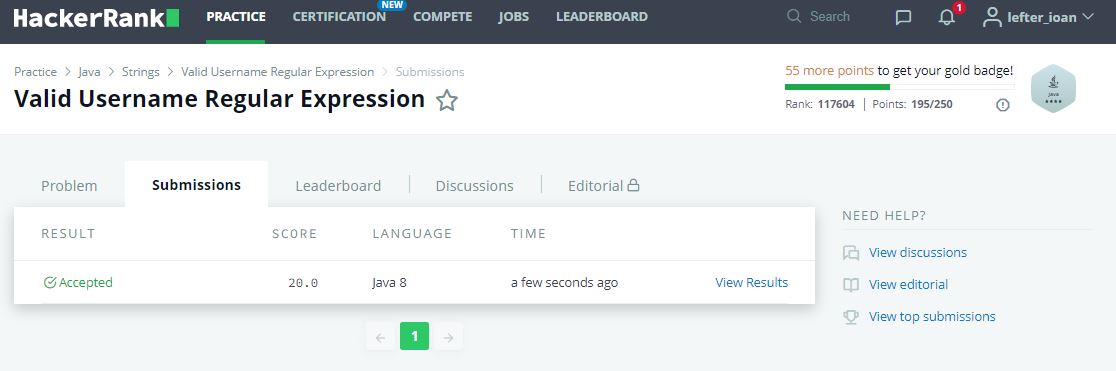 HackerRank PRACTICE CERTIFICATION NEW COMPETE JOBS LEADERBOARD Search 1 lefter_ioan
Practice > Java > Strings > Valid Username Regular Expression > Submissions
Valid Username Regular Expression
55 more points to get your gold badge!
Rank: 117604 | Points: 195/250
Java
Problem Submissions Leaderboard Discussions Editorial
RESULT SCORE LANGUAGE TIME
Accepted 20.0 Java 8 a few seconds ago View Results
1
NEED HELP?
View discussions
View editorial
View top submissions